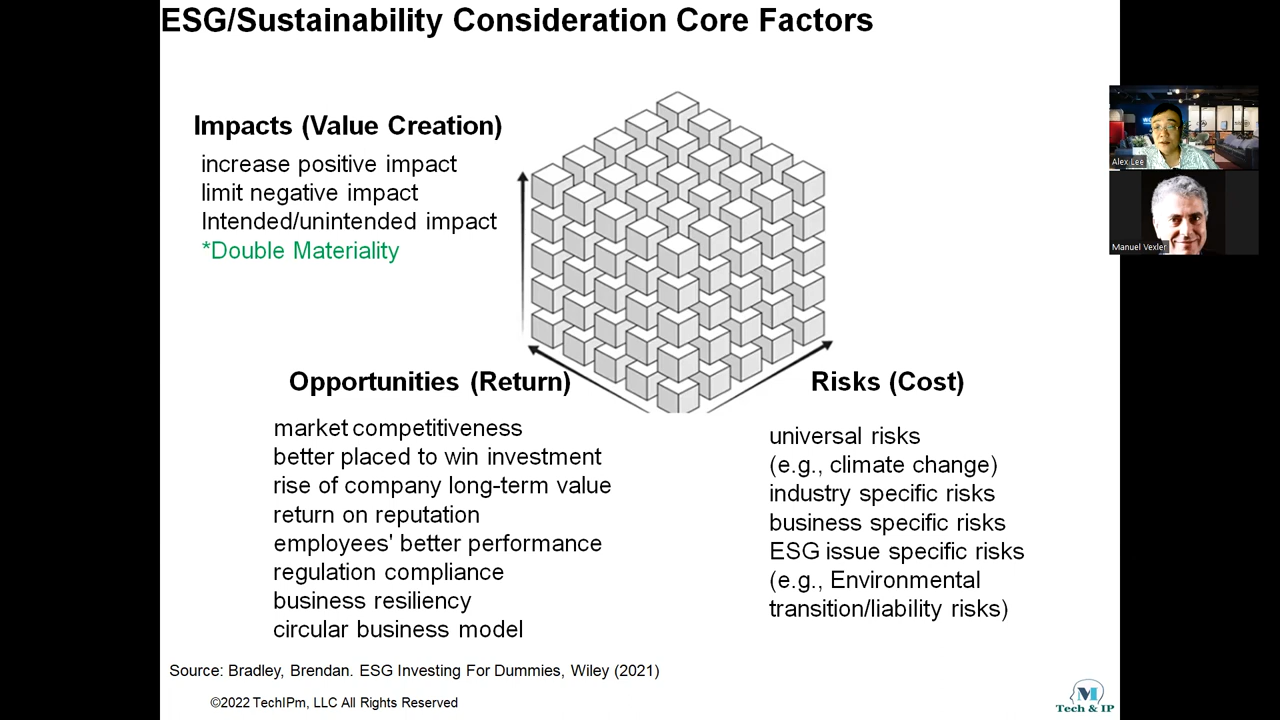 ESG/Sustainability Consideration Core Factors
Impacts (Value Creation)
increase positive impact
limit negative impact
Intended/unintended impact
*Double Materiality
Opportunities (Return)
market competitiveness
better placed to win investment
rise of company long-term value
return on reputation
employees' better performance
regulation compliance
business resiliency
circular business model
Risks (Cost)
universal risks
(e.g., climate change)
industry specific risks
business specific risks
ESG issue specific risks
(e.g., Environmental
transition/liability risks)
Source: Bradley, Brendan. ESG Investing For Dummies, Wiley (2021)
©2022 TechIPm, LLC All Rights Reserved
M
Tech & IP
Alex Lee
Manuel Vexler